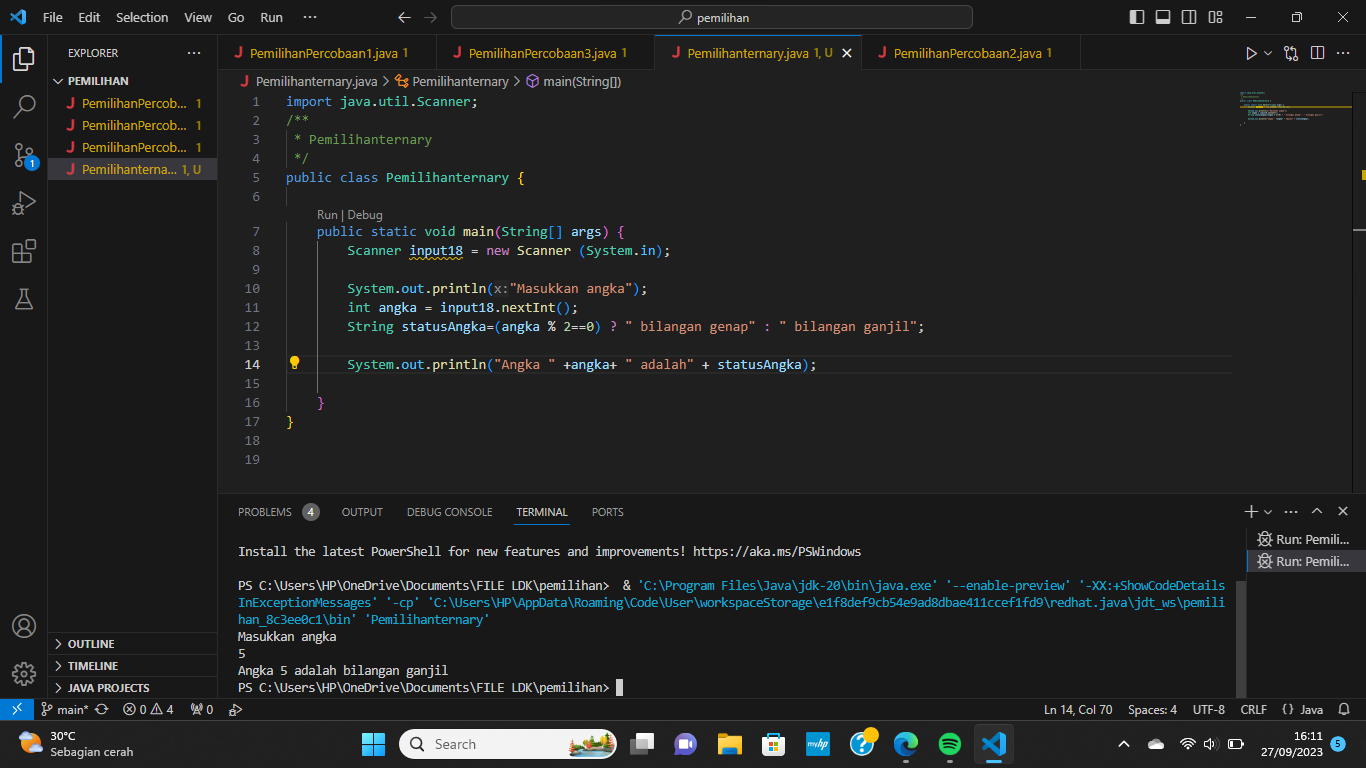 File Edit Selection View Go Run ··· pemilihan
EXPLORER ···
PEMILIHAN
PemilihanPercob... 1
PemilihanPercob... 1
PemilihanPercob... 1
Pemilihanterna... 1, U
OUTLINE
TIMELINE
JAVA PROJECTS
PemilihanPercobaan1.java 1 PemilihanPercobaan3.java 1 Pemilihanternary.java 1, U PemilihanPercobaan2.java 1
Pemilihanternary.java > Pemilihanternary > main(String[])
1 import java.util.Scanner;
2 /**
3 * Pemilihanternary
4 */
5 public class Pemilihanternary {
6
Run | Debug
7 public static void main(String[] args) {
8 Scanner input18 = new Scanner (System.in);
9
10 System.out.println(x:"Masukkan angka");
11 int angka = input18.nextInt();
12 String statusAngka=(angka % 2==0) ? " bilangan genap" : " bilangan ganjil";
13
14 System.out.println("Angka " +angka+ " adalah" + statusAngka);
15
16 }
17 }
18
19
PROBLEMS 4 OUTPUT DEBUG CONSOLE TERMINAL PORTS
Install the latest PowerShell for new features and improvements! https://aka.ms/PSWindows
PS C:\Users\HP\OneDrive\Documents\FILE LDK\pemilihan> & 'C:\Program Files\Java\jdk-20\bin\java.exe' '--enable-preview' '-XX:+ShowCodeDetails
InExceptionMessages' '-cp' 'C:\Users\HP\AppData\Roaming\Code\User\workspaceStorage\e1f8def9cb54e9ad8dbae411ccef1fd9\redhat.java\jdt_ws\pemili
han_8c3ee0c1\bin' 'Pemilihanternary'
Masukkan angka
5
Angka 5 adalah bilangan ganjil
PS C:\Users\HP\OneDrive\Documents\FILE LDK\pemilihan>
Run: Pemili...
Run: Pemili...
1
main* 0 4 0 Ln 14, Col 70 Spaces: 4 UTF-8 CRLF {} Java
30°C
Sebagian cerah
Search
myhp
16:11
27/09/2023
5